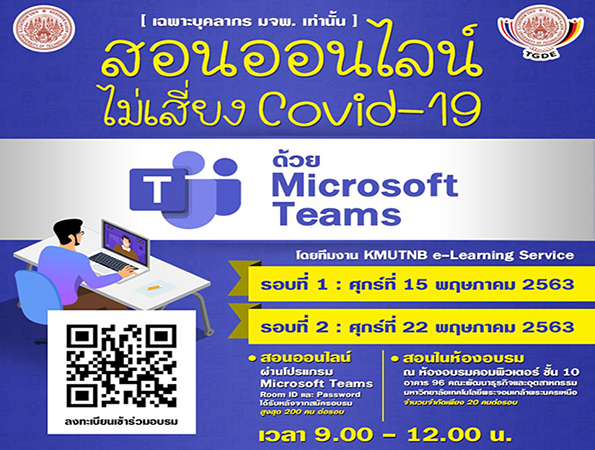 [ เฉพาะบุคลากร มจพ. เท่านั้น ]
สอนออนไลน์
ไม่เสี่ยง Covid-19
TGDE
ด้วย
T
Microsoft
Teams
โดยทีมงาน KMUTNB e-Learning Service
รอบที่ 1 : ศุกร์ที่ 15 พฤษภาคม 2563
รอบที่ 2 : ศุกร์ที่ 22 พฤษภาคม 2563
• สอนออนไลน์
ผ่านโปรแกรม
Microsoft Teams
Room ID และ Password
ได้รับหลังจากสมัครอบรม
สูงสุด 200 คน ต่อรอบ
• สอนในห้องอบรม
ณ ห้องอบรมคอมพิวเตอร์ ชั้น 10
อาคาร 96 คณะพัฒนาธุรกิจและอุตสาหกรรม
มหาวิทยาลัยเทคโนโลยีพระจอมเกล้าพระนครเหนือ
จำนวนจำกัดเพียง 20 คนต่อรอบ
ลงทะเบียนเข้าร่วมอบรม
เวลา 9.00 - 12.00 น.